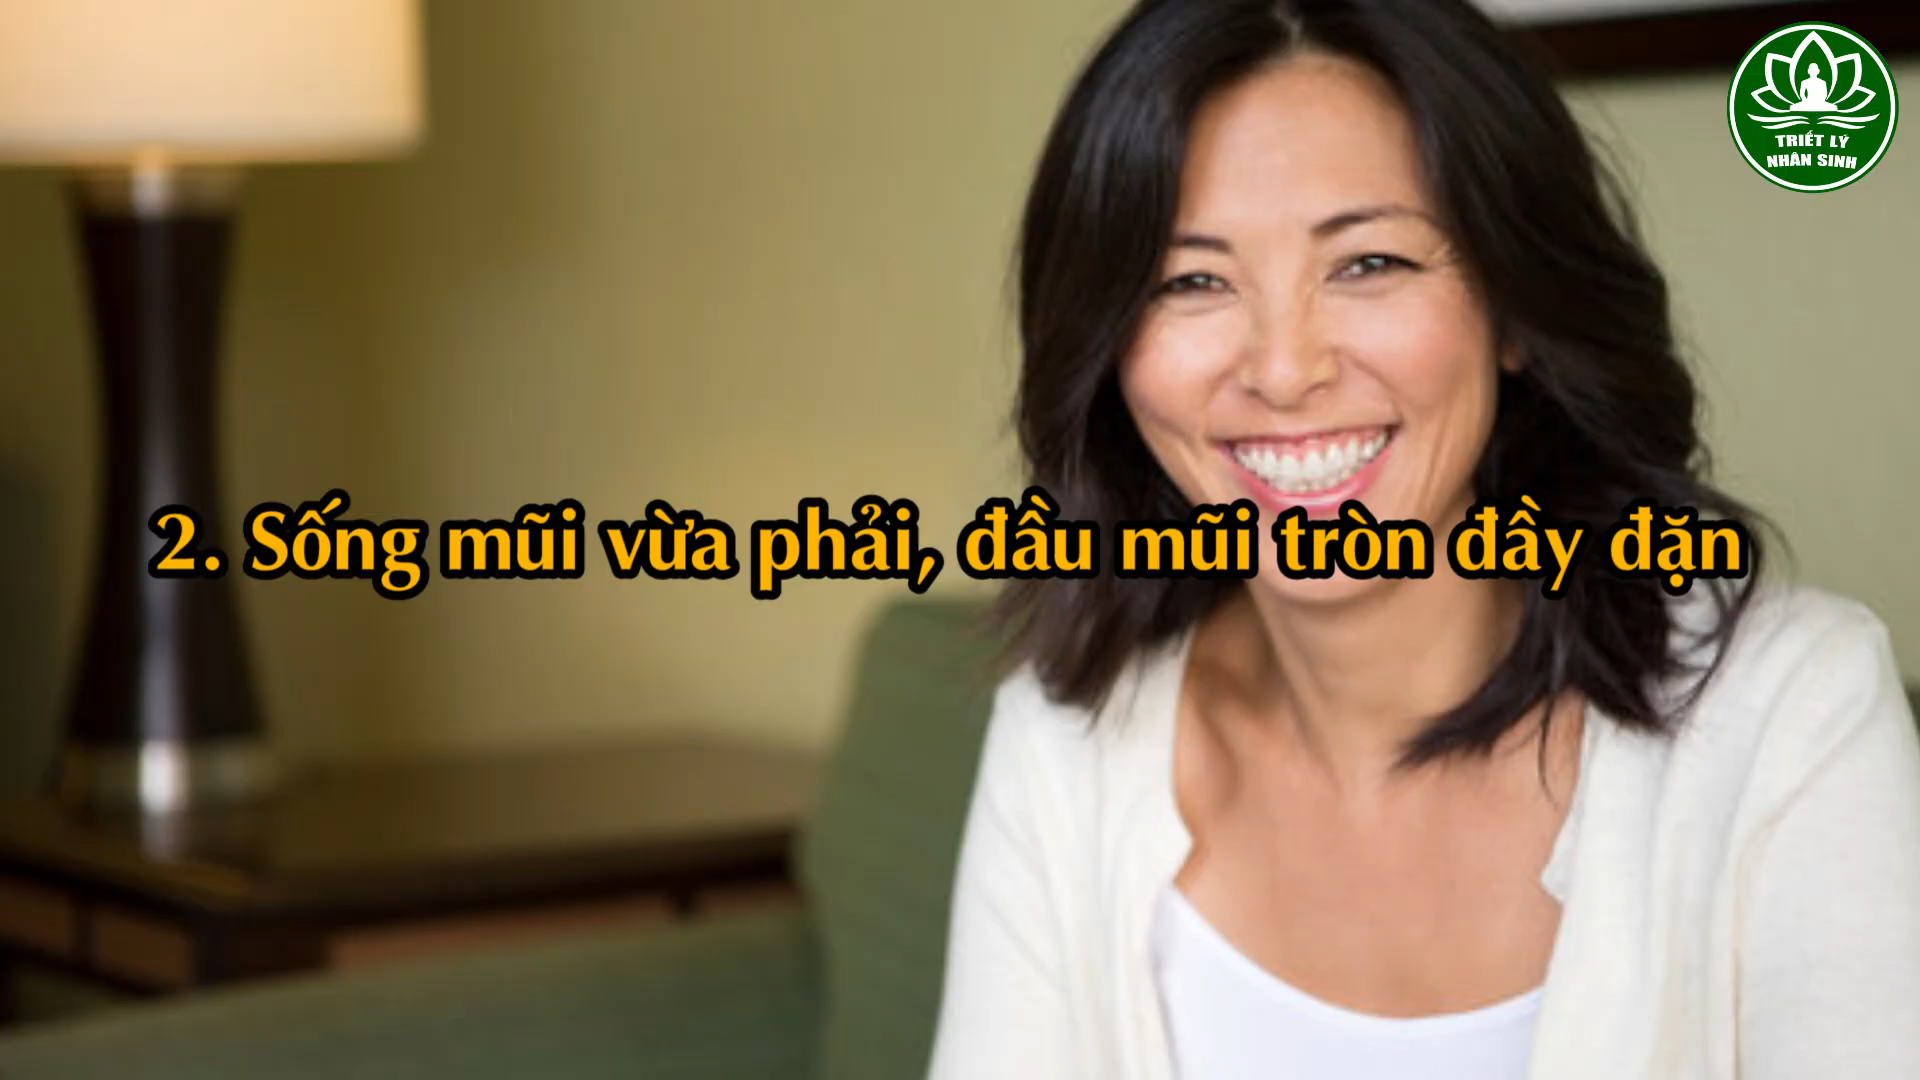 TRIẾT LÝ
NHÂN SINH
2. Sống mũi vừa phải, đầu mũi tròn đầy đặn